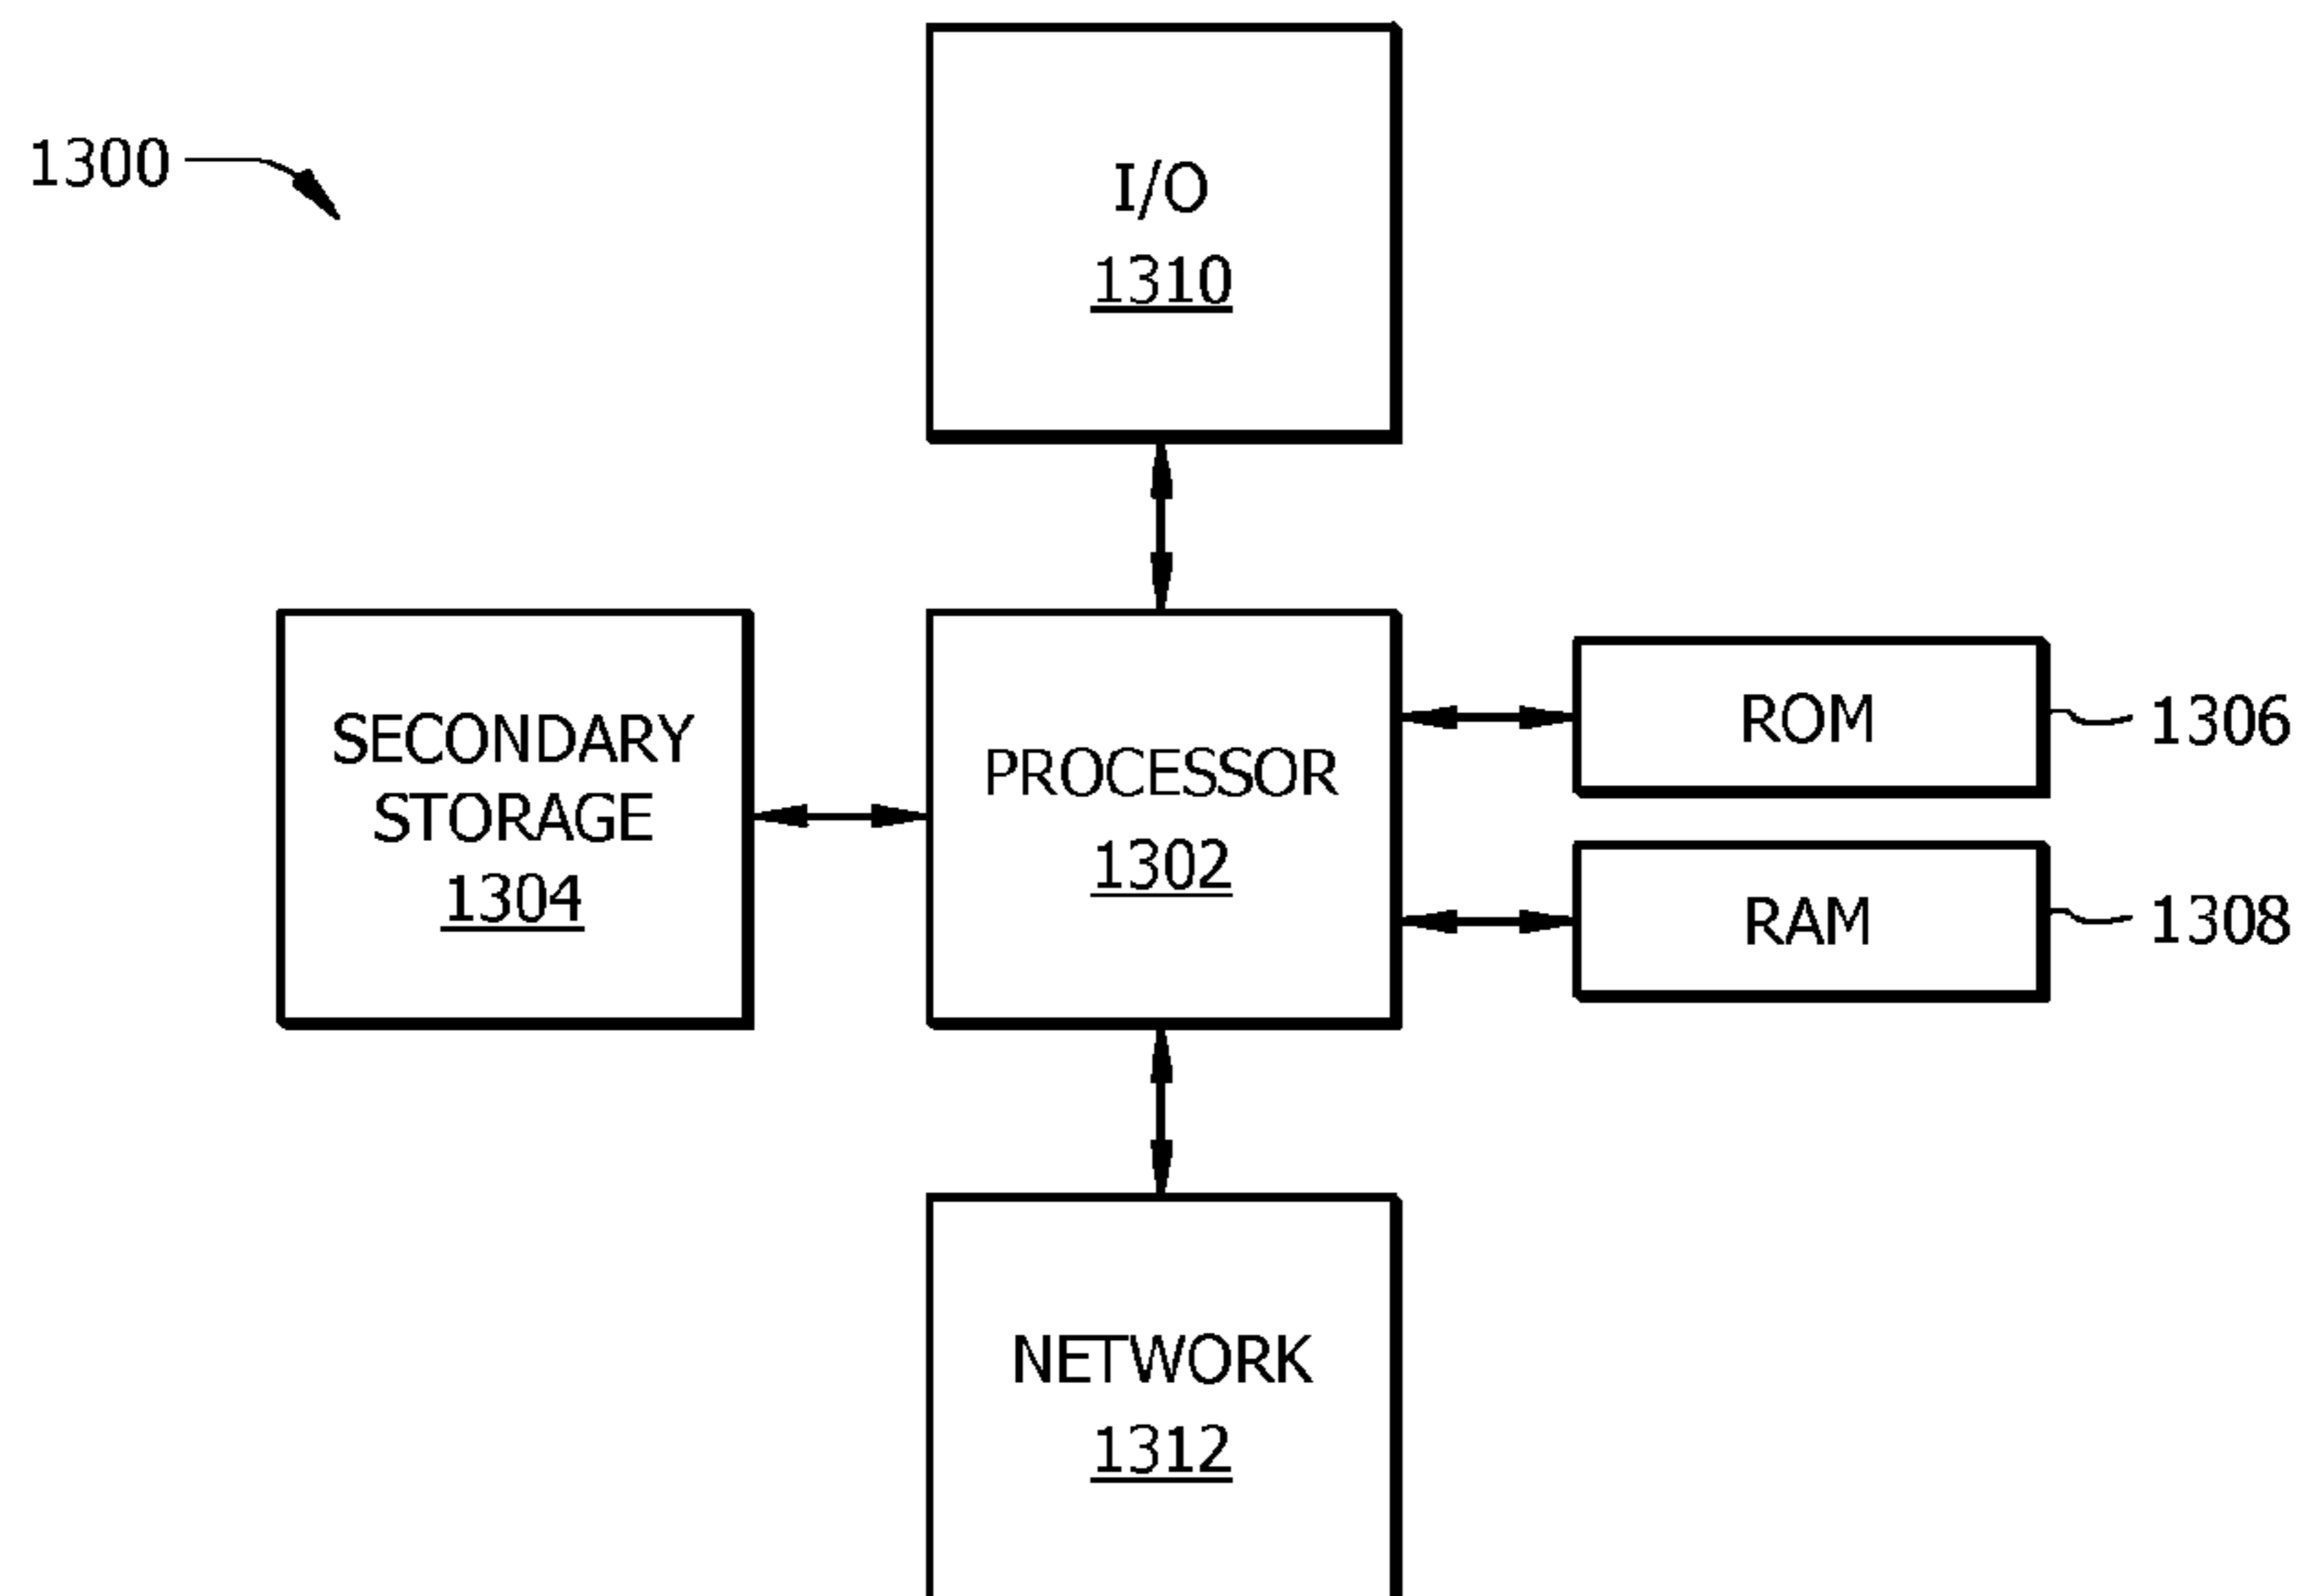 1300
I/O
1310
SECONDARY
STORAGE
1304
PROCESSOR
1302
ROM
1306
RAM
1308
NETWORK
1312